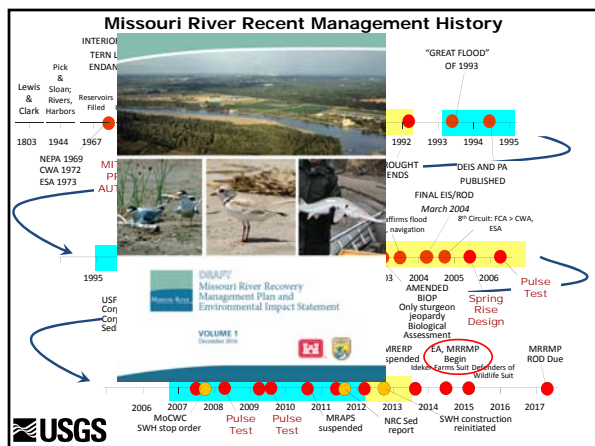 Missouri River Recent Management History
INTERIOR
TERN L
ENDAN
Pick
&
Sloan;
Rivers,
Harbors
Lewis
&
Clark
Reservoirs
Filled
"GREAT FLOOD"
OF 1993
1803
1944
1967
1992
1993
1994
1995
NEPA 1969
CWA 1972
ESA 1973
MIT
PR
AUT
ROUGHT
ENDS
DEIS AND PA
PUBLISHED
FINAL EIS/ROD
March 2004
affirms flood
, navigation
8th Circuit: FCA > CWA,
ESA
1995
2004
2005
2006
USF
Cor
Cor
Sed
AMENDED
BIOP
Only sturgeon
jeopardy
Biological
Assessment
Spring
Rise
Design
Pulse
Test
DRAFT
Missouri River Recovery
Management Plan and
Environmental Impact Statement
VOLUME 1
December 2016
MRERP
spended
EA, MRRMP
Begin
Ideker Farms Suit
Defenders of
Wildlife Suit
MRRMP
ROD Due
2006
2007
2008
2009
2010
2011
2012
2013
2014
2015
2016
2017
MoCWC
SWH stop order
Pulse
Test
Pulse
Test
MRAPS
suspended
NRC Sed
report
SWH construction
reinitiated
USGS